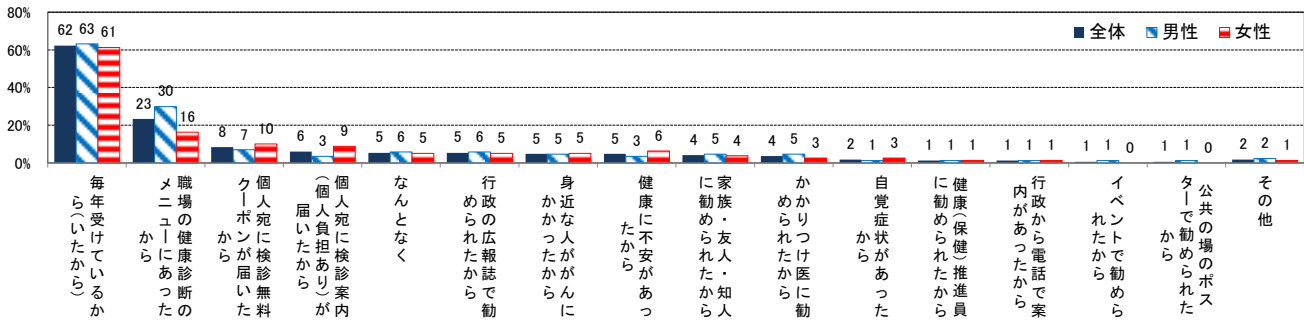 80%
60%
40%
20%
0%
全体 男性 女性
62 63 61
23 30 16
8 7 10
6 3 9
5 6 5
5 6 5
5 5 5
5 3 6
4 5 4
4 5 3
2 1 3
1 1 1
1 1 1
1 1 0
1 1 0
2 2 1
毎年受けているか
ら（いたから）
職場の健康診断の
メニューにあった
から
個人宛に検診無料
クーポンが届いた
から
個人宛に検診案内
（個人負担あり）が
届いたから
なんとなく
行政の広報誌で勧
められたから
身近な人ががんに
かかったから
健康に不安があっ
たから
家族・友人・知人
に勧められたから
かかりつけ医に勧
められたから
自覚症状があった
から
健康（保健）推進員
に勧められたから
行政から電話で案
内があったから
イベントで勧めら
れたから
公共の場のポス
ターで勧められた
から
その他